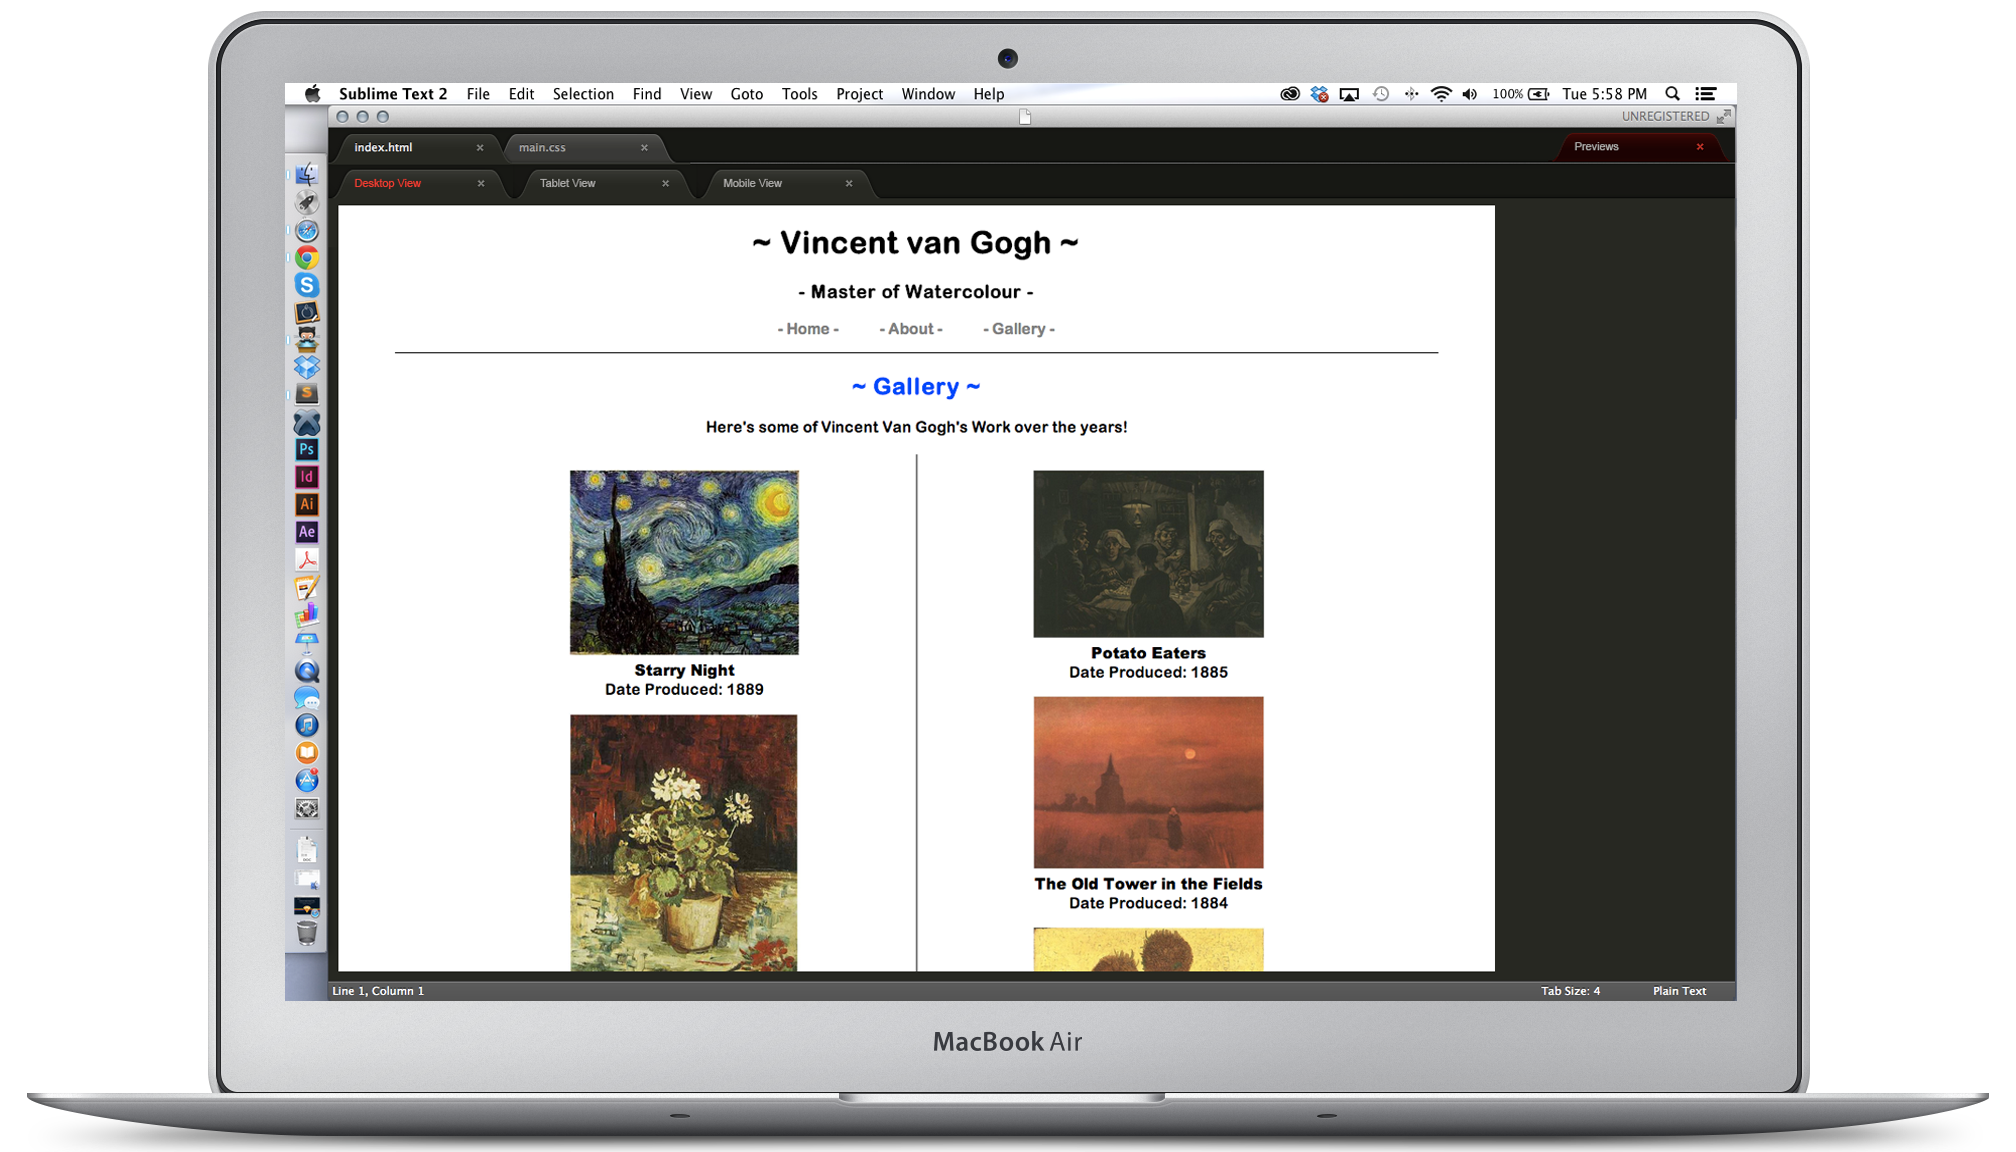 Sublime Text 2 File Edit Selection Find View Goto Tools Project Window Help 100% Tue 5:58 PM
UNREGISTERED
index.html × main.css × Previews ×
Desktop View × Tablet View × Mobile View ×
~ Vincent van Gogh ~
- Master of Watercolour -
- Home - - About - - Gallery -
~ Gallery ~
Here's some of Vincent Van Gogh's Work over the years!
Starry Night
Date Produced: 1889
Potato Eaters
Date Produced: 1885
The Old Tower in the Fields
Date Produced: 1884
S
S
Ps
Id
Ai
Ae
Line 1, Column 1 Tab Size: 4 Plain Text
MacBook Air